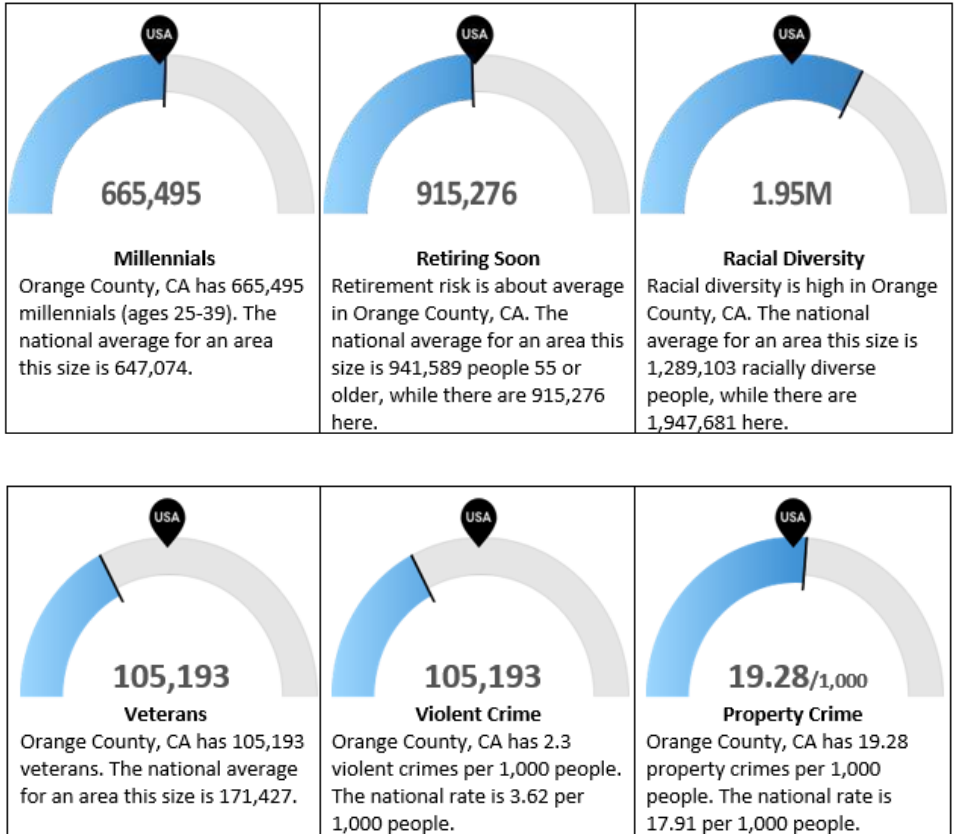 USA
665,495
Millennials
Orange County, CA has 665,495
millennials (ages 25-39). The
national average for an area
this size is 647,074.
USA
915,276
Retiring Soon
Retirement risk is about average
in Orange County, CA. The
national average for an area this
size is 941,589 people 55 or
older, while there are 915,276
here.
USA
1.95M
Racial Diversity
Racial diversity is high in Orange
County, CA. The national
average for an area this size is
1,289,103 racially diverse
people, while there are
1,947,681 here.
USA
105,193
Veterans
Orange County, CA has 105,193
veterans. The national average
for an area this size is 171,427.
USA
105,193
Violent Crime
Orange County, CA has 2.3
violent crimes per 1,000 people.
The national rate is 3.62 per
1,000 people.
USA
19.28/1,000
Property Crime
Orange County, CA has 19.28
property crimes per 1,000
people. The national rate is
17.91 per 1,000 people.